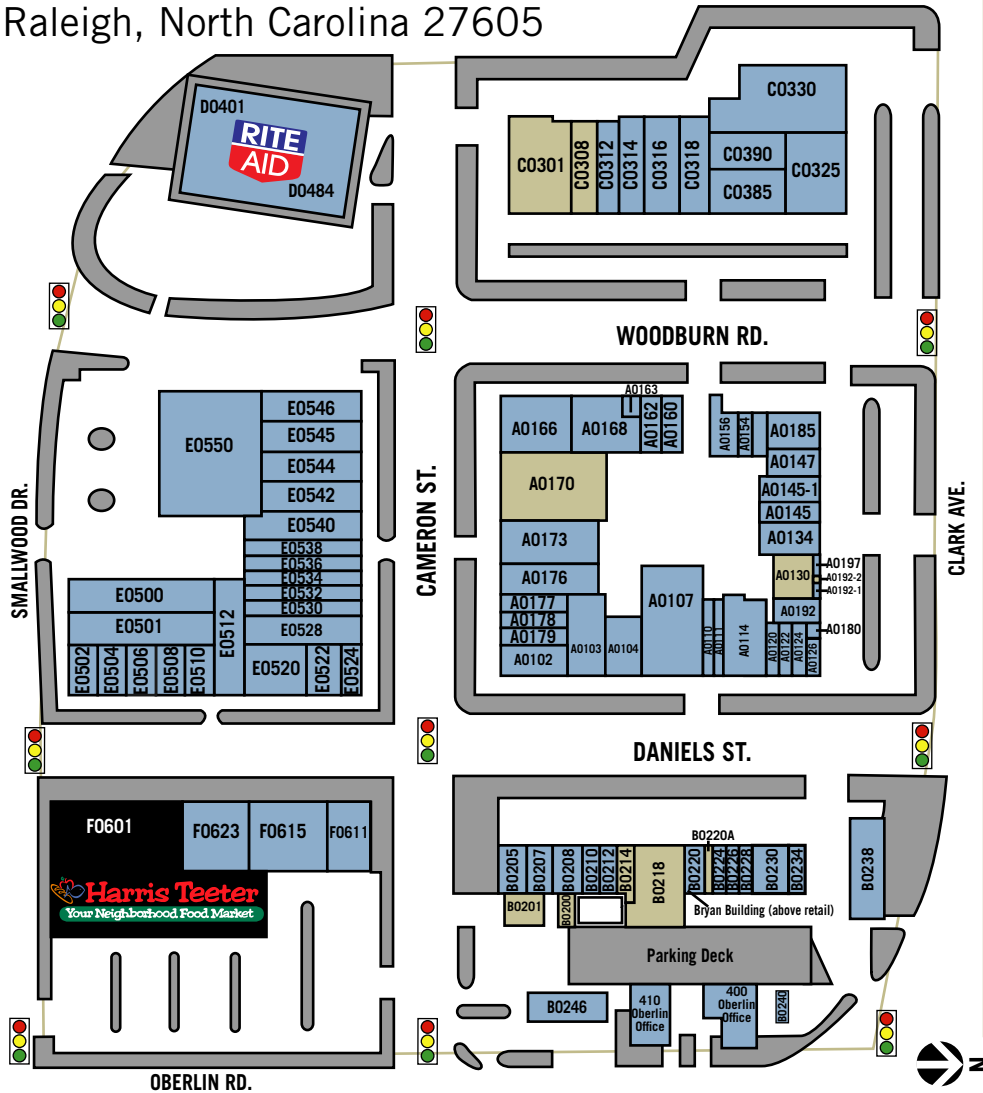 Raleigh, North Carolina 27605
D0401
RITE
AID
D0484
C0330
C0301
C0308
C0312
C0314
C0316
C0318
C0390
C0385
C0325
WOODBURN RD.
SMALLWOOD DR.
CAMERON ST.
CLARK AVE.
E0550
E0546
E0545
E0544
E0542
E0540
E0538
E0536
E0534
E0532
E0530
E0528
E0500
E0501
E0512
E0502
E0504
E0506
E0508
E0510
E0520
E0522
E0524
A0163
A0166
A0168
A0162
A0160
A0156
A0154
A0185
A0170
A0147
A0145-1
A0145
A0134
A0173
A0176
A0130
A0197
A0192-2
A0192-1
A0192
A0180
A0177
A0178
A0179
A0102
A0103
A0104
A0107
A0110
A0111
A0114
A0120
A0122
A0124
A0126
DANIELS ST.
F0601
F0623
F0615
F0611
Harris Teeter
Your Neighborhood Food Market
B0220A
B0205
B0207
B0208
B0210
B0212
B0214
B0218
B0220
B0224
B0226
B0228
B0230
B0234
B0238
B0201
B0200
Bryan Building (above retail)
Parking Deck
B0246
410
Oberlin
Office
400
Oberlin
Office
B0240
OBERLIN RD.
N